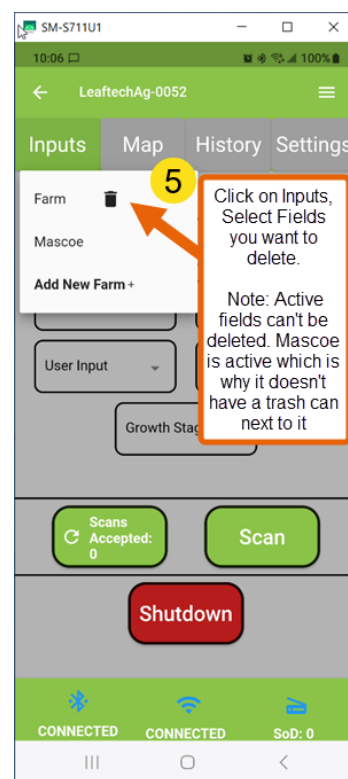 SM-S711U1
10:06 100%
LeaftechAg-0052
Inputs Map History Settings
5
Farm
Mascoe
Add New Farm +
Click on Inputs,
Select Fields
you want to
delete.
Note: Active
fields can't be
deleted. Mascoe
is active which is
why it doesn't
have a trash can
next to it
User Input
Growth Stag
Scans
Accepted:
0
Scan
Shutdown
CONNECTED CONNECTED SoD: 0